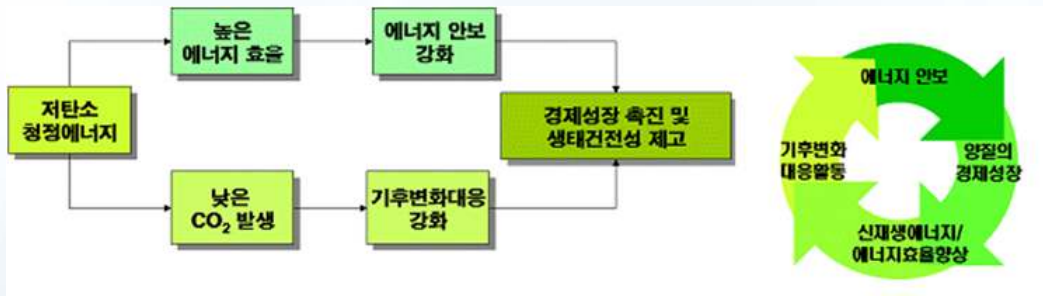 높은
에너지 효율
에너지 안보
강화
저탄소
청정에너지
경제성장 촉진 및
생태건전성 제고
낮은
CO₂ 발생
기후변화대응
강화
에너지 안보
기후변화
대응활동
양질의
경제성장
신재생에너지/
에너지효율향상